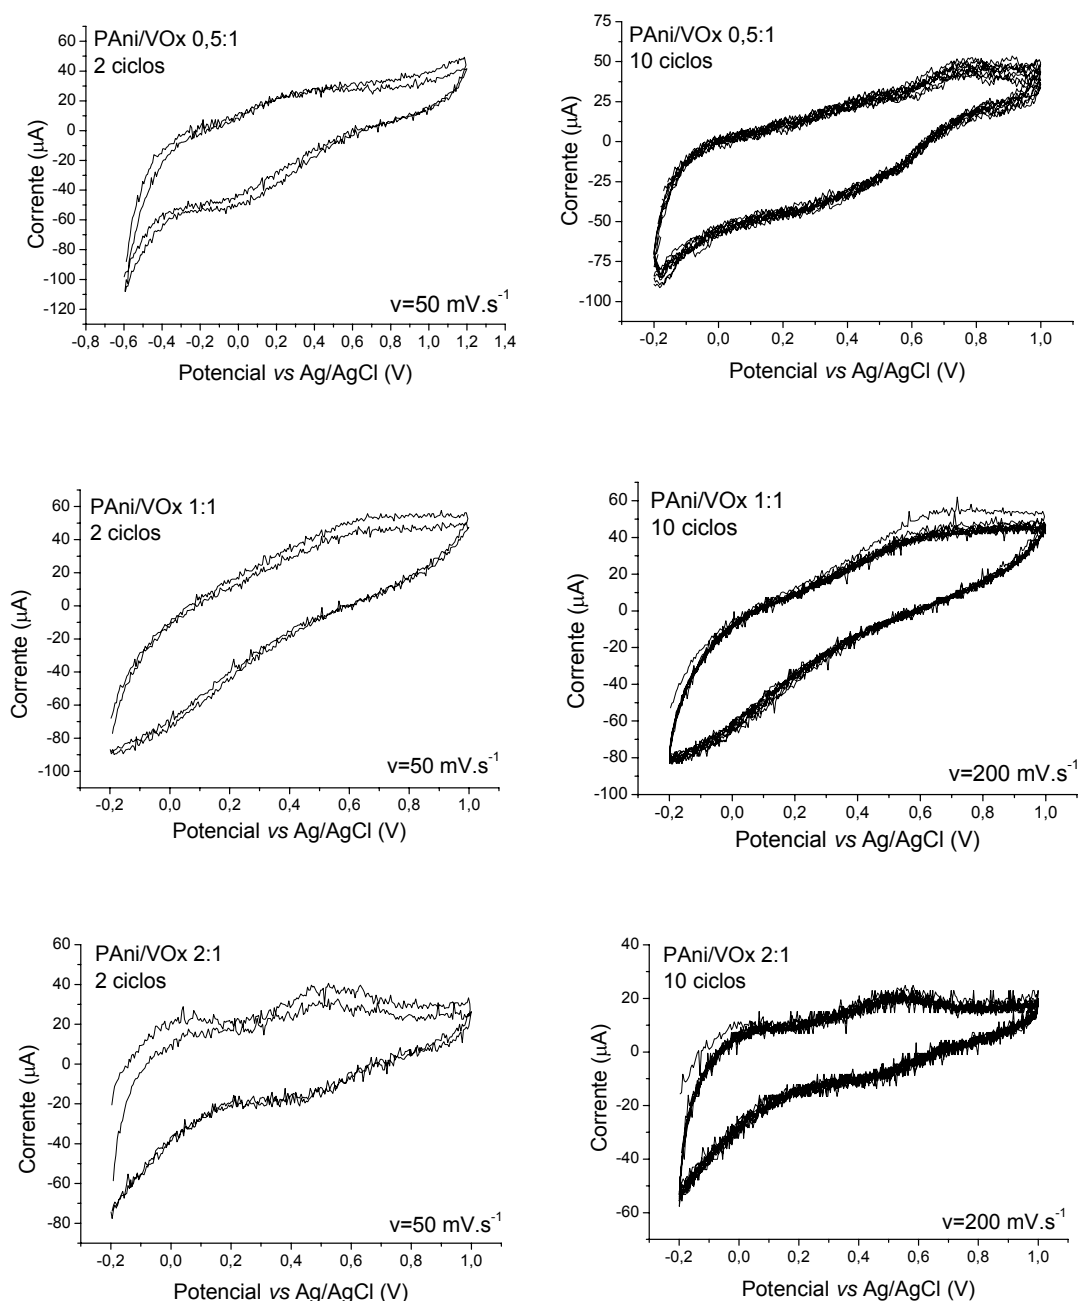 PAni/VOx 0,5:1
2 ciclos
60
40
20
0
-20
-40
-60
-80
-100
-120
Corrente (μA)
v=50 mV.s⁻¹
-0,8 -0,6 -0,4 -0,2 0,0 0,2 0,4 0,6 0,8 1,0 1,2 1,4
Potencial vs Ag/AgCl (V)
PAni/VOx 0,5:1
10 ciclos
75
50
25
0
-25
-50
-75
-100
Corrente (μA)
-0,2 0,0 0,2 0,4 0,6 0,8 1,0
Potencial vs Ag/AgCl (V)
PAni/VOx 1:1
2 ciclos
60
40
20
0
-20
-40
-60
-80
-100
Corrente (μA)
v=50 mV.s⁻¹
-0,2 0,0 0,2 0,4 0,6 0,8 1,0
Potencial vs Ag/AgCl (V)
PAni/VOx 1:1
10 ciclos
60
40
20
0
-20
-40
-60
-80
-100
Corrente (μA)
v=200 mV.s⁻¹
-0,2 0,0 0,2 0,4 0,6 0,8 1,0
Potencial vs Ag/AgCl (V)
PAni/VOx 2:1
2 ciclos
60
40
20
0
-20
-40
-60
-80
Corrente (μA)
v=50 mV.s⁻¹
-0,2 0,0 0,2 0,4 0,6 0,8 1,0
Potencial vs Ag/AgCl (V)
PAni/VOx 2:1
10 ciclos
40
20
0
-20
-40
-60
Corrente (μA)
v=200 mV.s⁻¹
-0,2 0,0 0,2 0,4 0,6 0,8 1,0
Potencial vs Ag/AgCl (V)